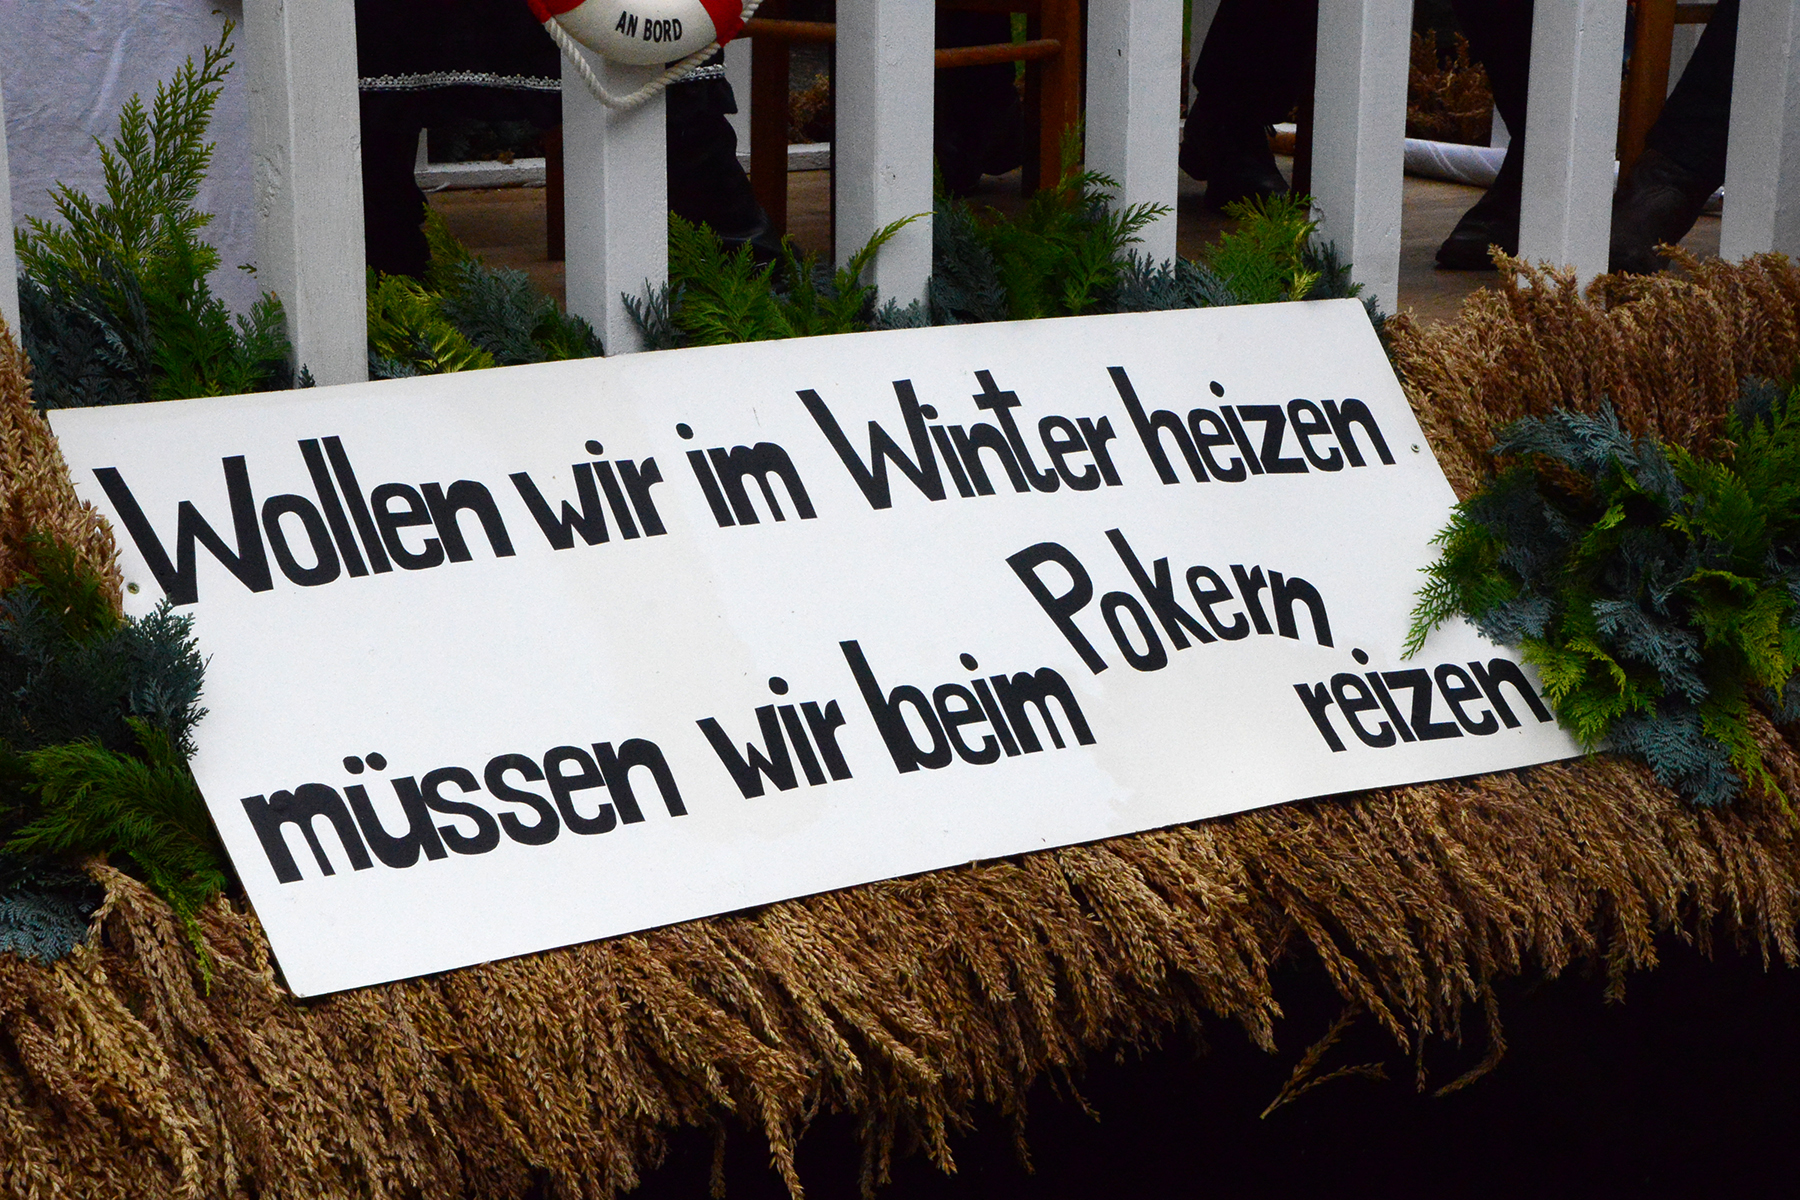 AN BORD
Wollen wir im Winter heizen
müssen wir beim Pokern reizen